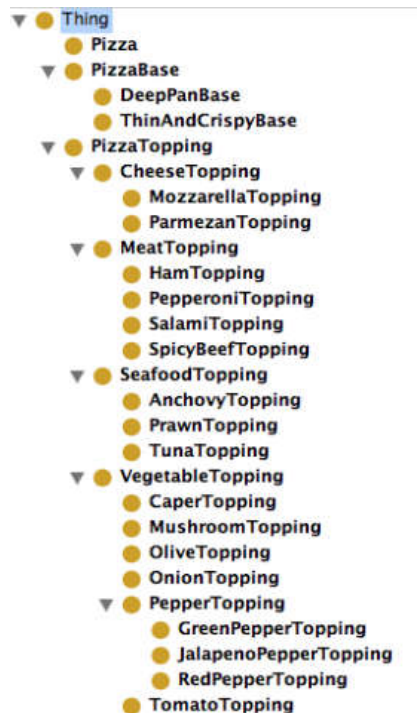 Thing
Pizza
PizzaBase
DeepPanBase
ThinAndCrispyBase
PizzaTopping
CheeseTopping
MozzarellaTopping
ParmezanTopping
MeatTopping
HamTopping
PepperoniTopping
SalamiTopping
SpicyBeefTopping
SeafoodTopping
AnchovyTopping
PrawnTopping
TunaTopping
VegetableTopping
CaperTopping
MushroomTopping
OliveTopping
OnionTopping
PepperTopping
GreenPepperTopping
JalapenoPepperTopping
RedPepperTopping
TomatoTopping